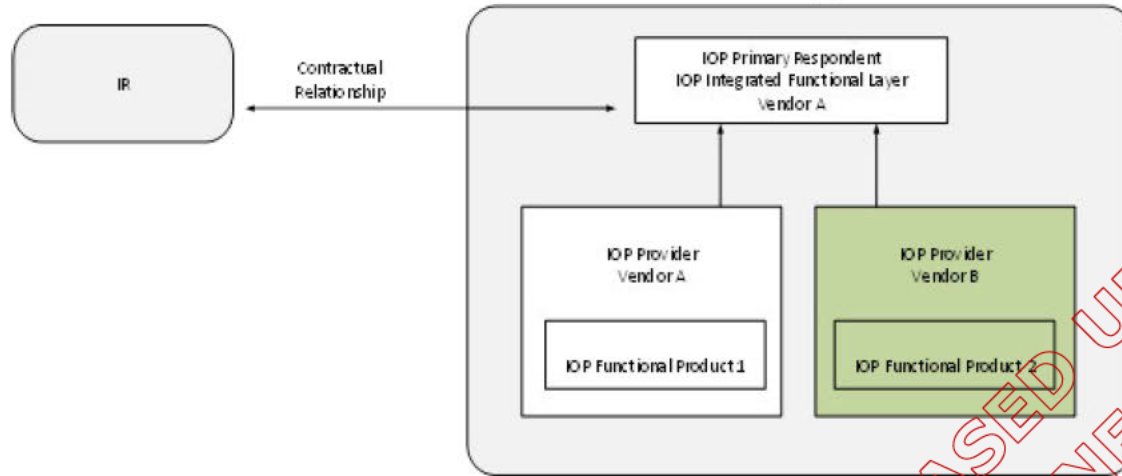 IR
Contractual
Relationship
IOP Primary Respondent
IOP Integrated Functional Layer
Vendor A
IOP Provider
Vendor A
IOP Functional Product 1
IOP Provider
Vendor B
IOP Functional Product 2